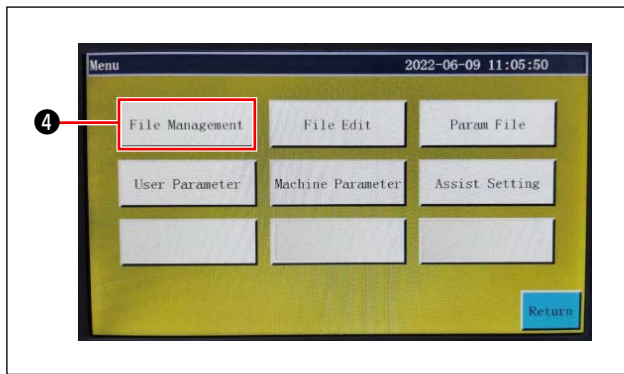 Menu 2022-06-09 11:05:50
❹ File Management File Edit Param File
User Parameter Machine Parameter Assist Setting
Return